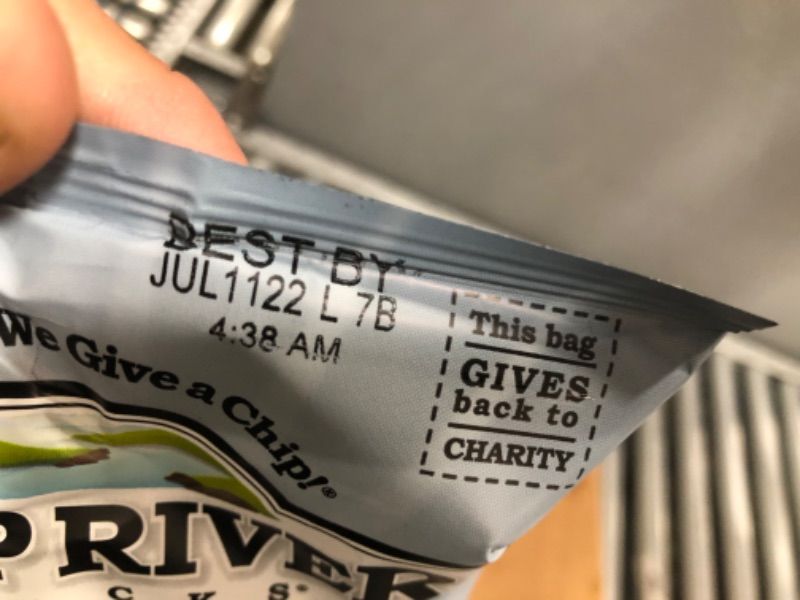 BEST BY
JUL1122 L 7B
4:38 AM
This bag
GIVES
back to
CHARITY
We Give a Chip!®
P RIVER
C K S®